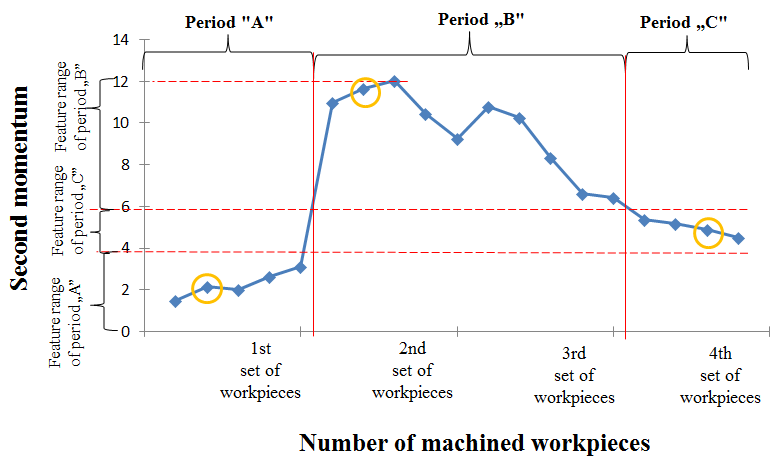 Period "A"
Period „B"
Period „C"
Second momentum
Feature range
of period„B”
Feature range
of period„C”
Feature range
of period „A”
14
12
10
8
6
4
2
0
1st
set of
workpieces
2nd
set of
workpieces
3rd
set of
workpieces
4th
set of
workpieces
Number of machined workpieces